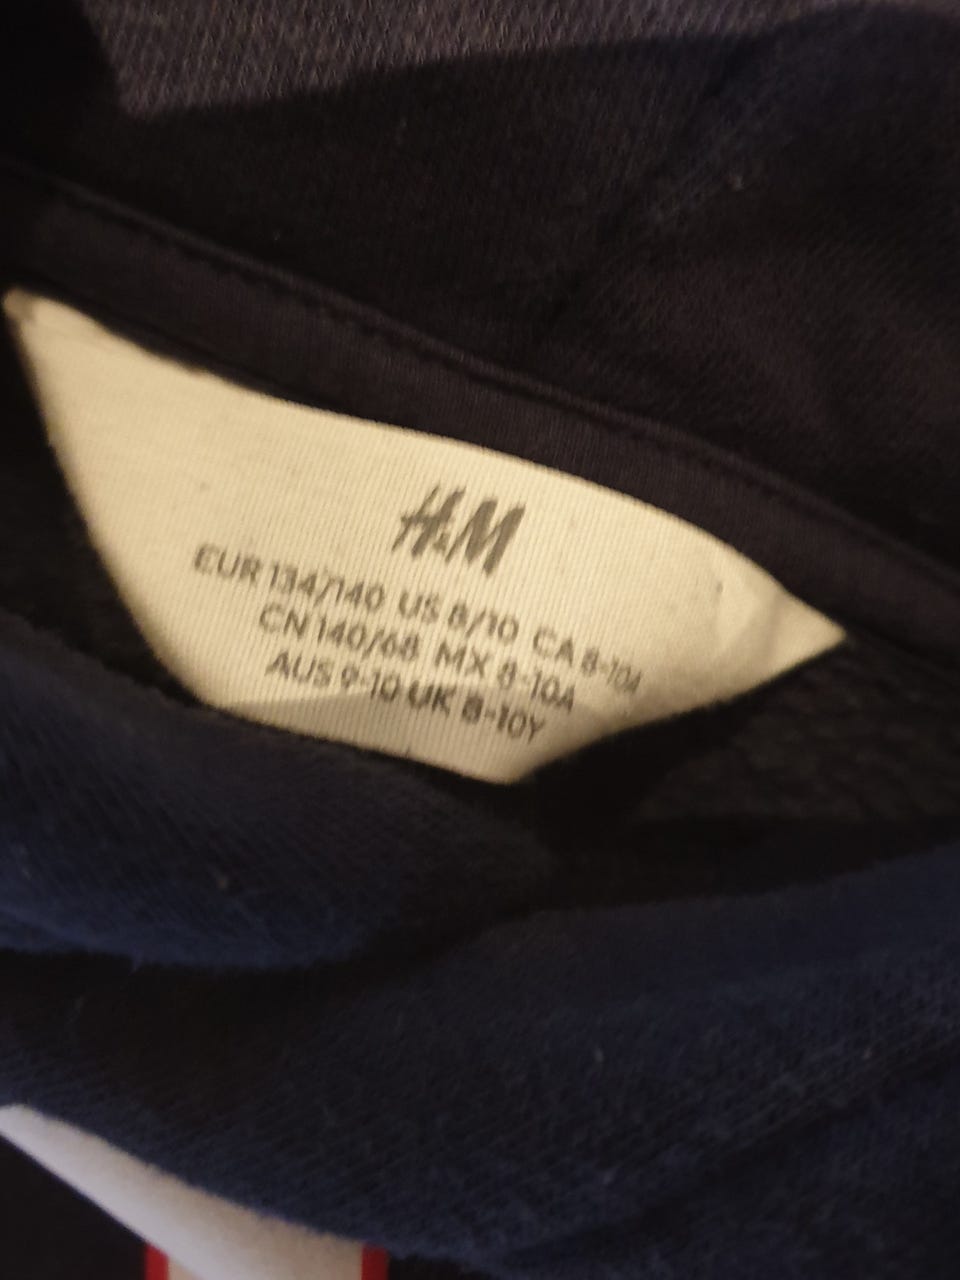 H&M
EUR 134/140 US 8/10 CA 8-10A
CN 140/68 MX 8-10A
AUS 9-10 UK 8-10Y